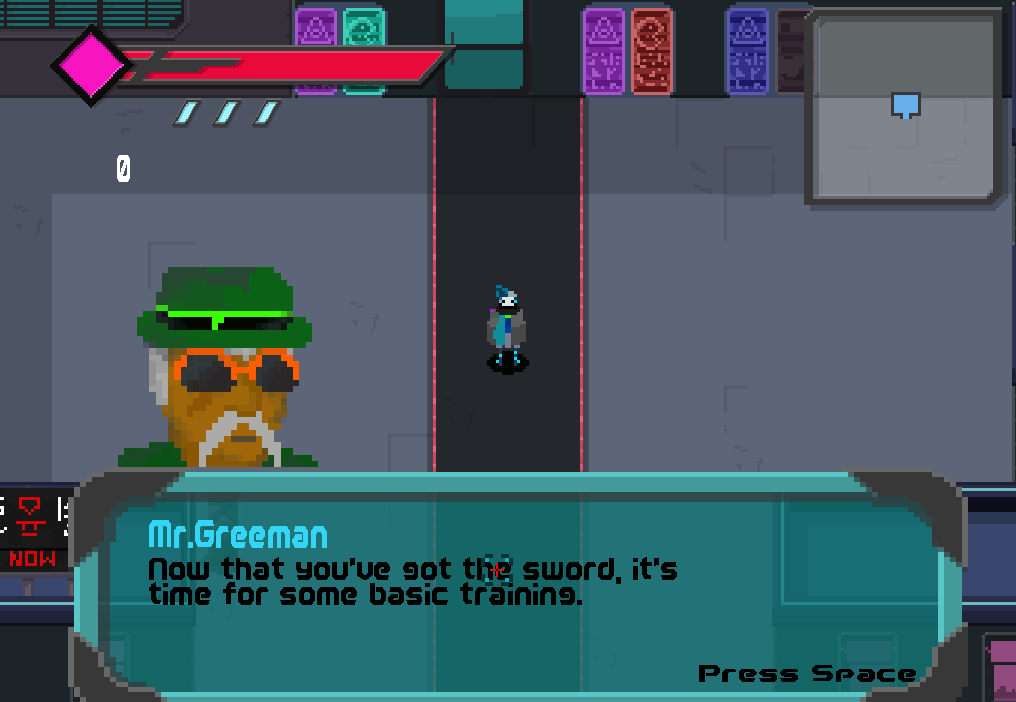 0
Mr.Greeman
Now that you've got the sword, it's
time for some basic training.
NOW
Press Space